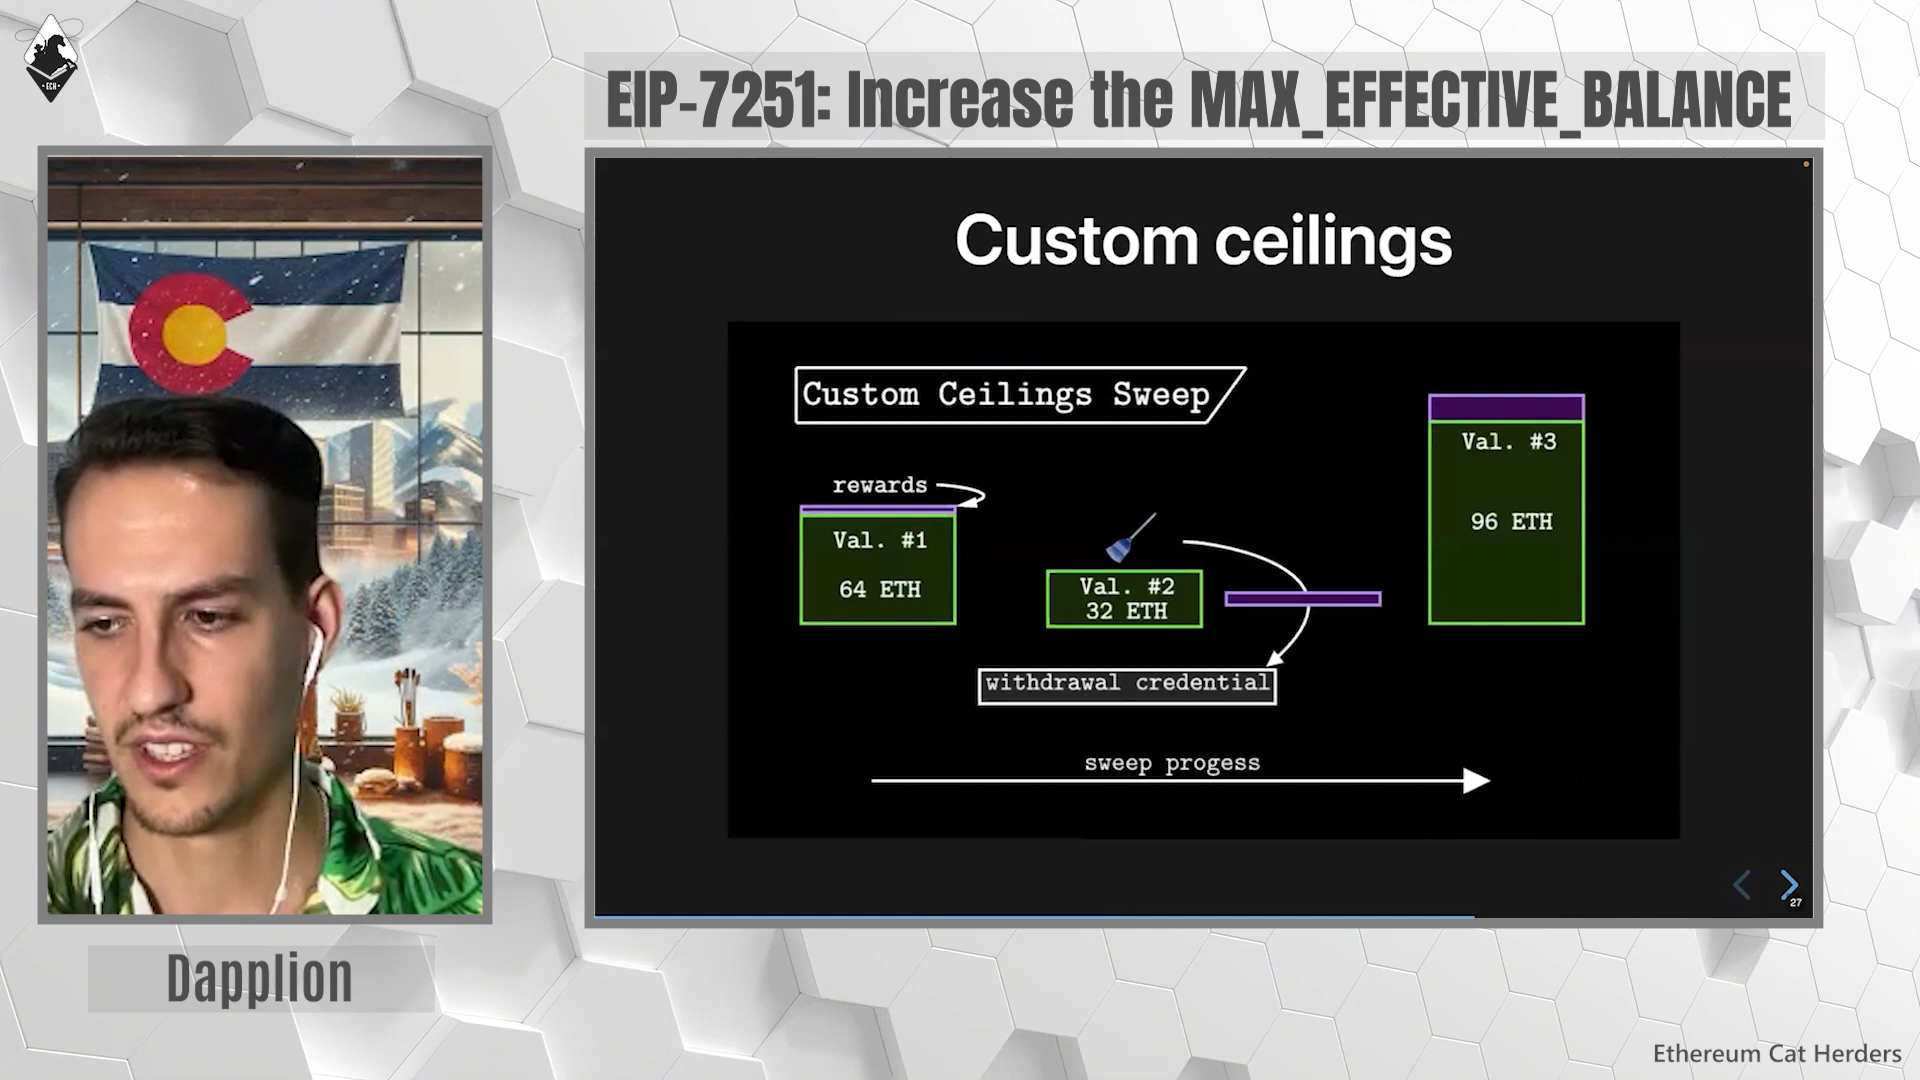 ECH
EIP-7251: Increase the MAX_EFFECTIVE_BALANCE
Custom ceilings
Custom Ceilings Sweep
rewards
Val. #1
64 ETH
Val. #2
32 ETH
Val. #3
96 ETH
withdrawal credential
sweep progess
27
Dapplion
Ethereum Cat Herders